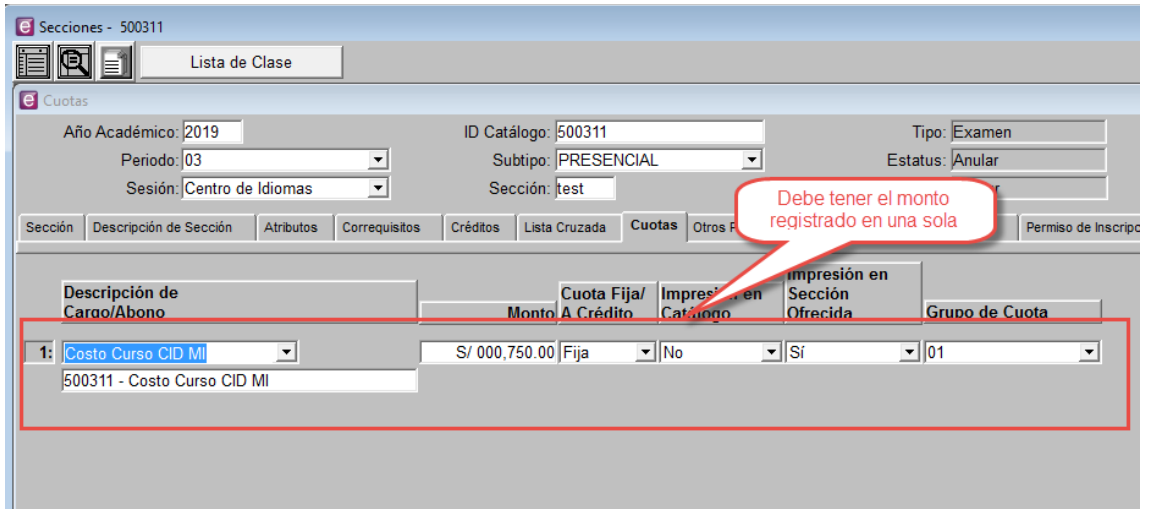 Secciones - 500311
Lista de Clase
Cuotas
Año Académico: 2019 ID Catálogo: 500311 Tipo: Examen
Periodo: 03 Subtipo: PRESENCIAL Estatus: Anular
Sesión: Centro de Idiomas Sección: test
Debe tener el monto
registrado en una sola
Sección Descripción de Sección Atributos Correquisitos Créditos Lista Cruzada Cuotas Otros Permiso de Inscripc
Descripción de Cargo/Abono Monto Cuota Fija/ A Crédito Impresión en Catálogo Impresión en Sección Ofrecida Grupo de Cuota
1: Costo Curso CID MI S/ 000,750.00 Fija No Sí 01
500311 - Costo Curso CID MI